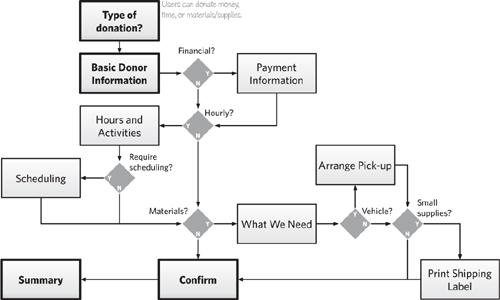 Type of
donation?
Users can donate money,
time, or materials/supplies.
Financial?
Basic Donor
Information
Y
N
Payment
Information
Hourly?
Hours and
Activities
Y
N
Require
scheduling?
Scheduling
Y
N
Arrange Pick-up
Materials?
Y
N
What We Need
Vehicle?
Y
N
Small
supplies?
Y
N
Summary
Confirm
Print Shipping
Label